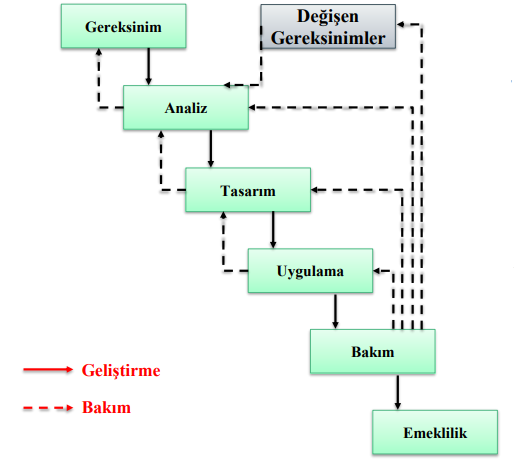 Gereksinim
Değişen
Gereksinimler
Analiz
Tasarım
Uygulama
Bakım
Emeklilik
Geliştirme
Bakım